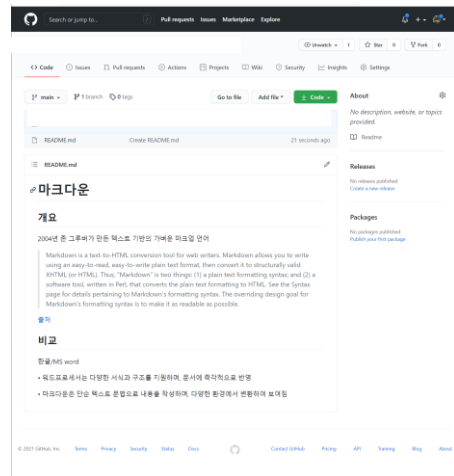 Search or jump to...
/
Pull requests Issues Marketplace Explore
Unwatch 1 Star 0 Fork 0
Code Issues Pull requests Actions Projects Wiki Security Insights Settings
main 1 branch 0 tags Go to file Add file Code
About
No description, website, or topics
provided.
Readme
...
README.md Create README.md 21 seconds ago
Releases
No releases published
Create a new release
Packages
No packages published
Publish your first package
README.md
마크다운
개요
2004년 존 그루버가 만든 텍스트 기반의 가벼운 마크업 언어
Markdown is a text-to-HTML conversion tool for web writers. Markdown allows you to write
using an easy-to-read, easy-to-write plain text format, then convert it to structurally valid
XHTML (or HTML). Thus, "Markdown" is two things: (1) a plain text formatting syntax; and (2) a
software tool, written in Perl, that converts the plain text formatting to HTML. See the Syntax
page for details pertaining to Markdown's formatting syntax. The overriding design goal for
Markdown's formatting syntax is to make it as readable as possible.
출저
비교
한글/MS word
• 워드프로세서는 다양한 서식과 구조를 지원하며, 문서에 즉각적으로 반영
• 마크다운은 단순 텍스트 문법으로 내용을 작성하며, 다양한 환경에서 변환하여 보여짐
© 2021 GitHub, Inc. Terms Privacy Security Status Docs Contact GitHub Pricing API Training Blog About